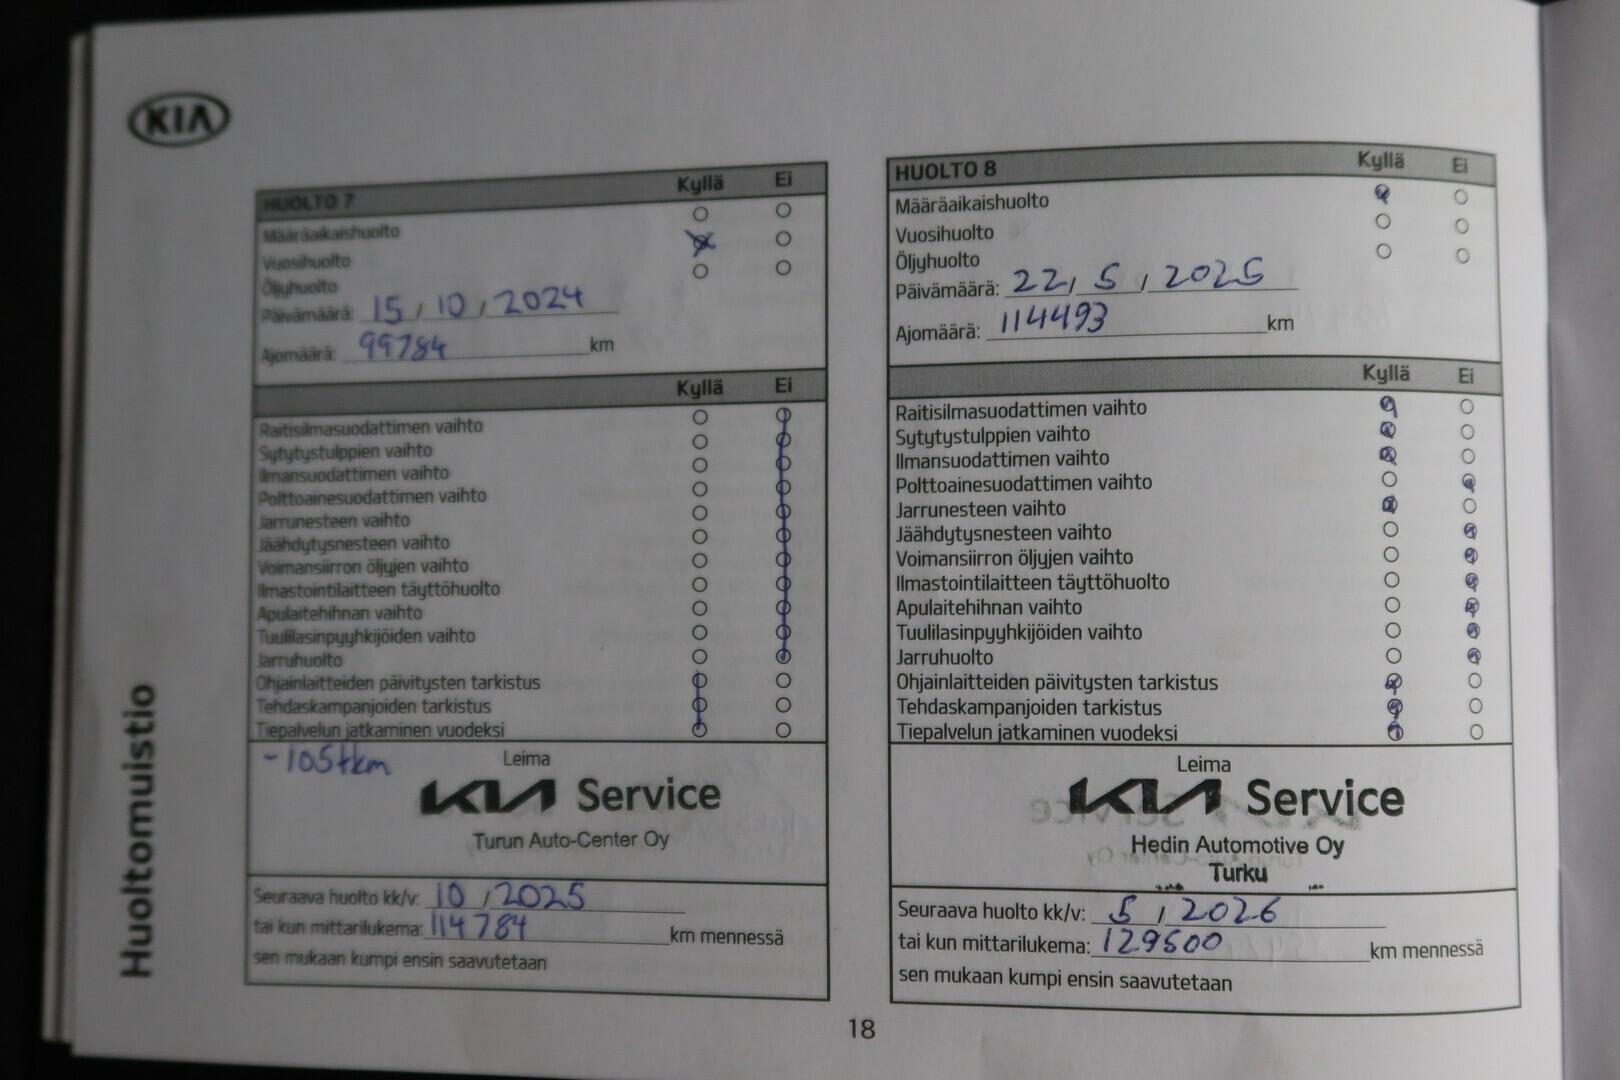 KIA
HUOLTO 7 Kyllä Ei
Määräaikaishuolto
Vuosihuolto
Öljyhuolto
Päivämäärä: 15 / 10 / 2024
Ajomäärä: 99784 km
Kyllä Ei
Raitisilmasuodattimen vaihto
Sytytystulppien vaihto
Ilmansuodattimen vaihto
Polttoainesuodattimen vaihto
Jarrunesteen vaihto
Jäähdytysnesteen vaihto
Voimansiirron öljyjen vaihto
Ilmastointilaitteen täyttöhuolto
Apulaitehihnan vaihto
Tuulilasinpyyhkijöiden vaihto
Jarruhuolto
Ohjainlaitteiden päivitysten tarkistus
Tehdaskampanjoiden tarkistus
Tiepalvelun jatkaminen vuodeksi
-105tkm Leima
KIA Service
Turun Auto-Center Oy
Seuraava huolto kk/v: 10 / 2025
tai kun mittarilukema: 114784 km mennessä
sen mukaan kumpi ensin saavutetaan
HUOLTO 8 Kyllä Ei
Määräaikaishuolto
Vuosihuolto
Öljyhuolto
Päivämäärä: 22 / 5 / 2025
Ajomäärä: 114493 km
Kyllä Ei
Raitisilmasuodattimen vaihto
Sytytystulppien vaihto
Ilmansuodattimen vaihto
Polttoainesuodattimen vaihto
Jarrunesteen vaihto
Jäähdytysnesteen vaihto
Voimansiirron öljyjen vaihto
Ilmastointilaitteen täyttöhuolto
Apulaitehihnan vaihto
Tuulilasinpyyhkijöiden vaihto
Jarruhuolto
Ohjainlaitteiden päivitysten tarkistus
Tehdaskampanjoiden tarkistus
Tiepalvelun jatkaminen vuodeksi
Leima
KIA Service
Hedin Automotive Oy
Turku
Seuraava huolto kk/v: 5 / 2026
tai kun mittarilukema: 129500 km mennessä
sen mukaan kumpi ensin saavutetaan
Huoltomuistio
18